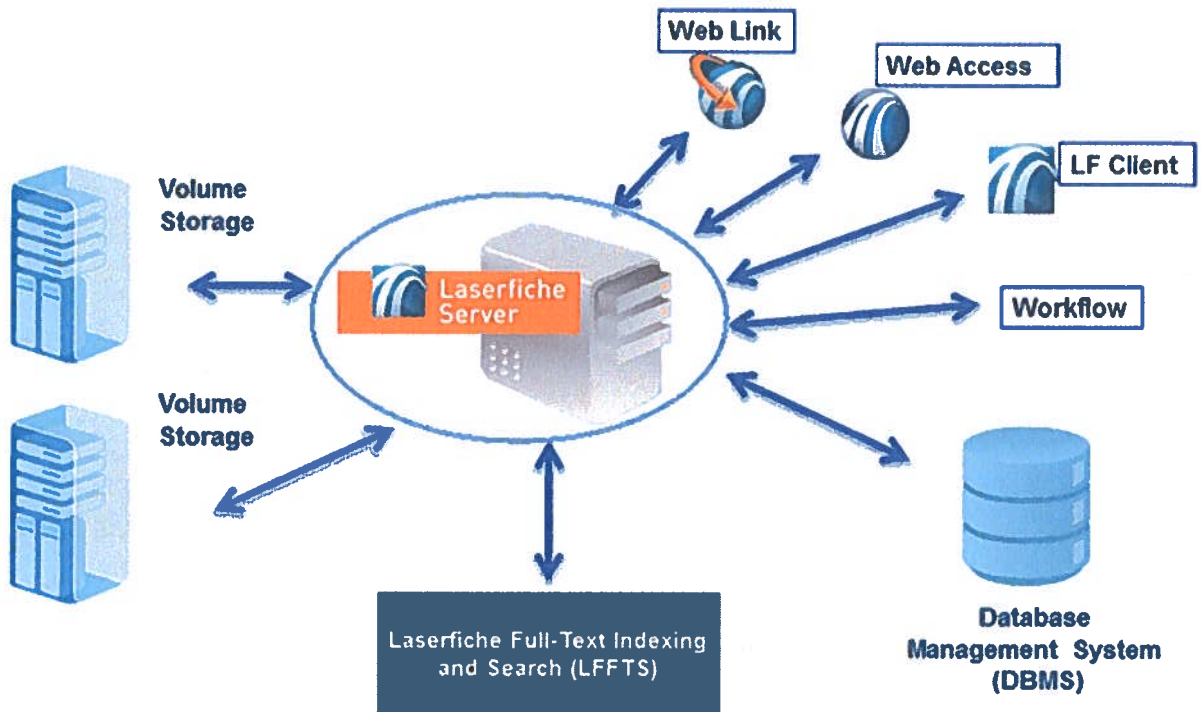 Web Link
Web Access
LF Client
Volume
Storage
Laserfiche
Server
Workflow
Volume
Storage
Laserfiche Full-Text Indexing
and Search (LFFTS)
Database
Management System
(DBMS)